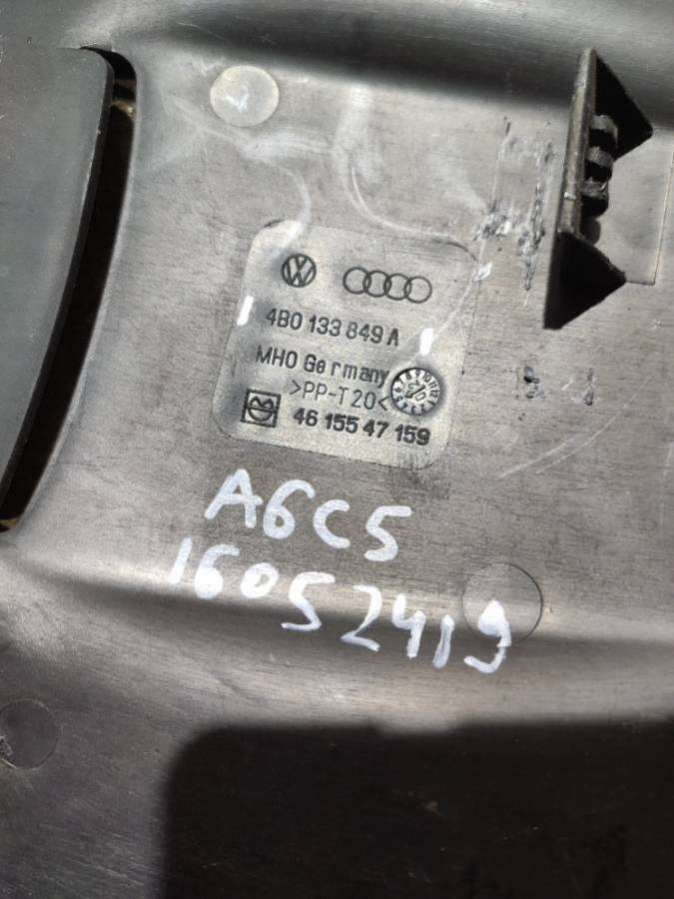 4B0 133 849 A
MHO Germany
>PP-T20<
46 155 47 159
A6C5
16052419